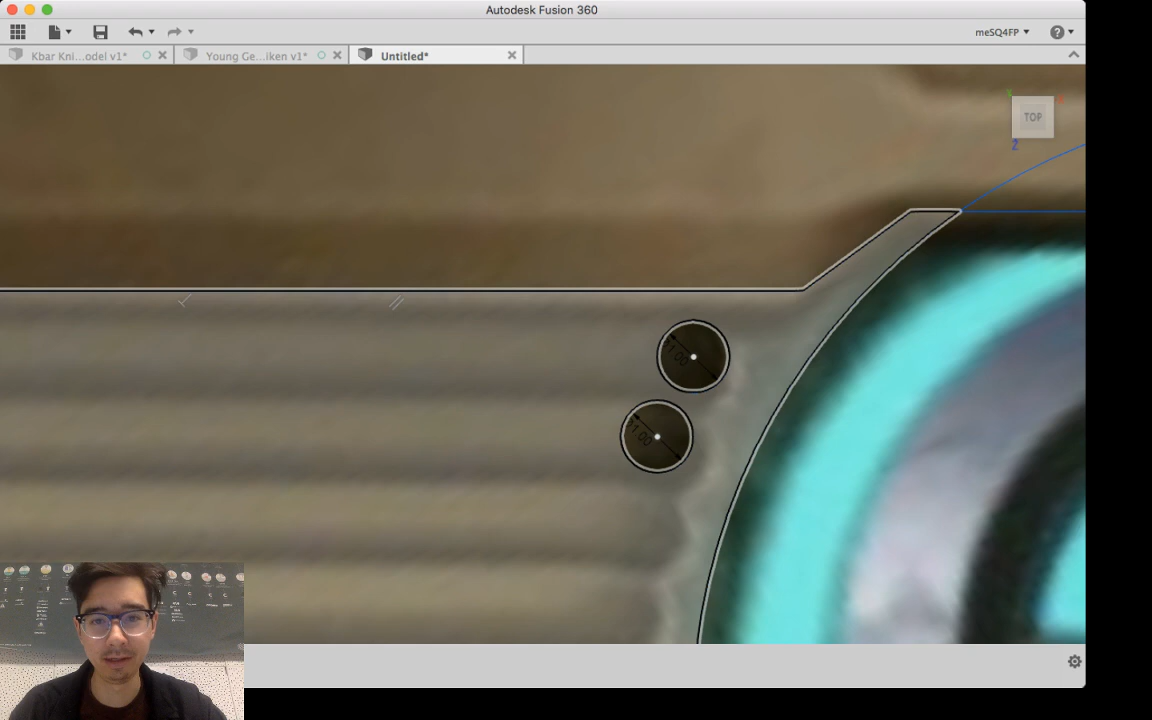 Autodesk Fusion 360
meSQ4FP
Kbar Kni...odel v1*
Young Ge...iken v1*
Untitled*
TOP
Z